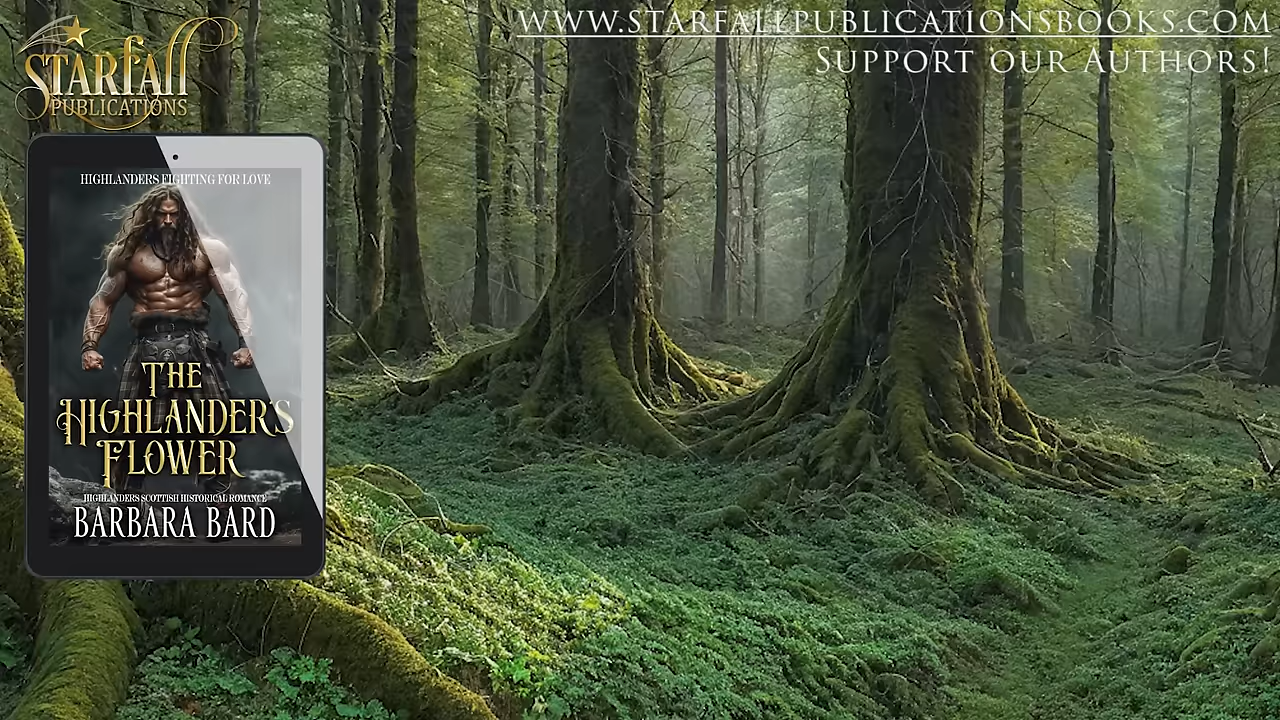 Starfall
PUBLICATIONS
WWW.STARFALLPUBLICATIONSBOOKS.COM
SUPPORT OUR AUTHORS!
HIGHLANDERS FIGHTING FOR LOVE
THE
HIGHLANDER'S
FLOWER
HIGHLANDERS SCOTTISH HISTORICAL ROMANCE
BARBARA BARD